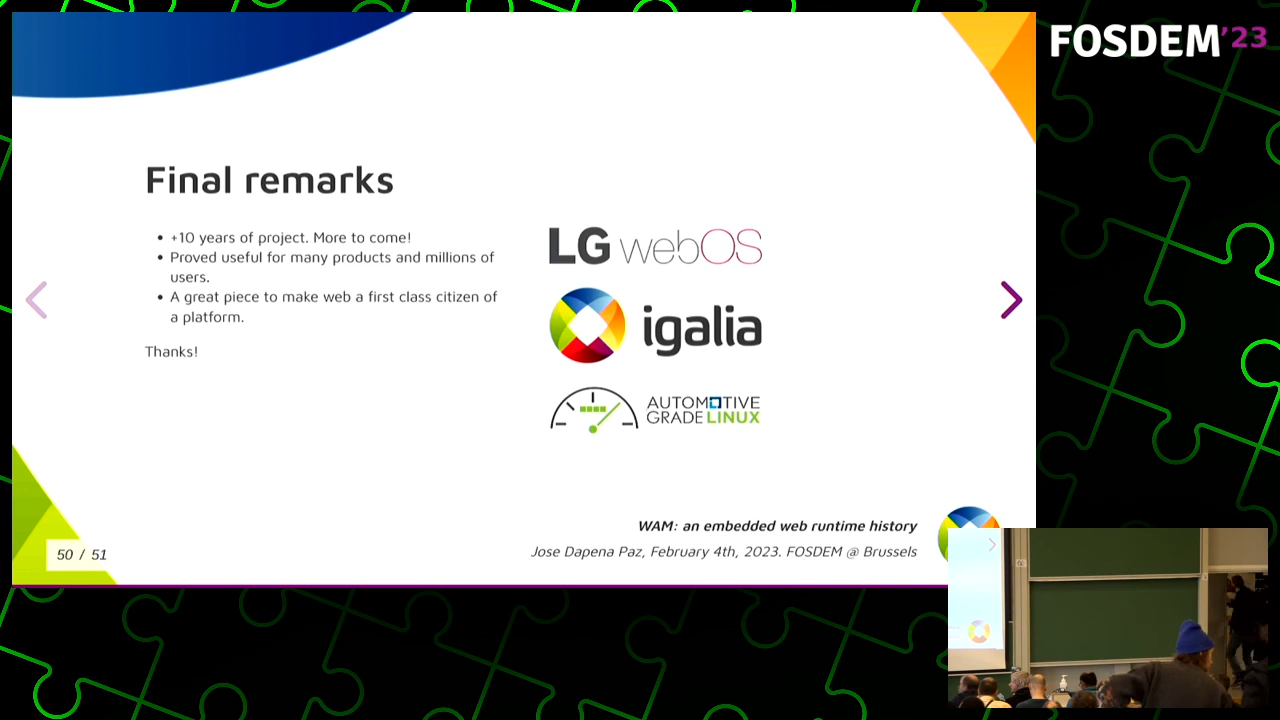 FOSDEM'23
Final remarks
• +10 years of project. More to come!
• Proved useful for many products and millions of
users.
• A great piece to make web a first class citizen of
a platform.
Thanks!
LG webOS
igalia
AUTOMOTIVE
GRADE LINUX
WAM: an embedded web runtime history
Jose Dapena Paz, February 4th, 2023. FOSDEM @ Brussels
50 / 51